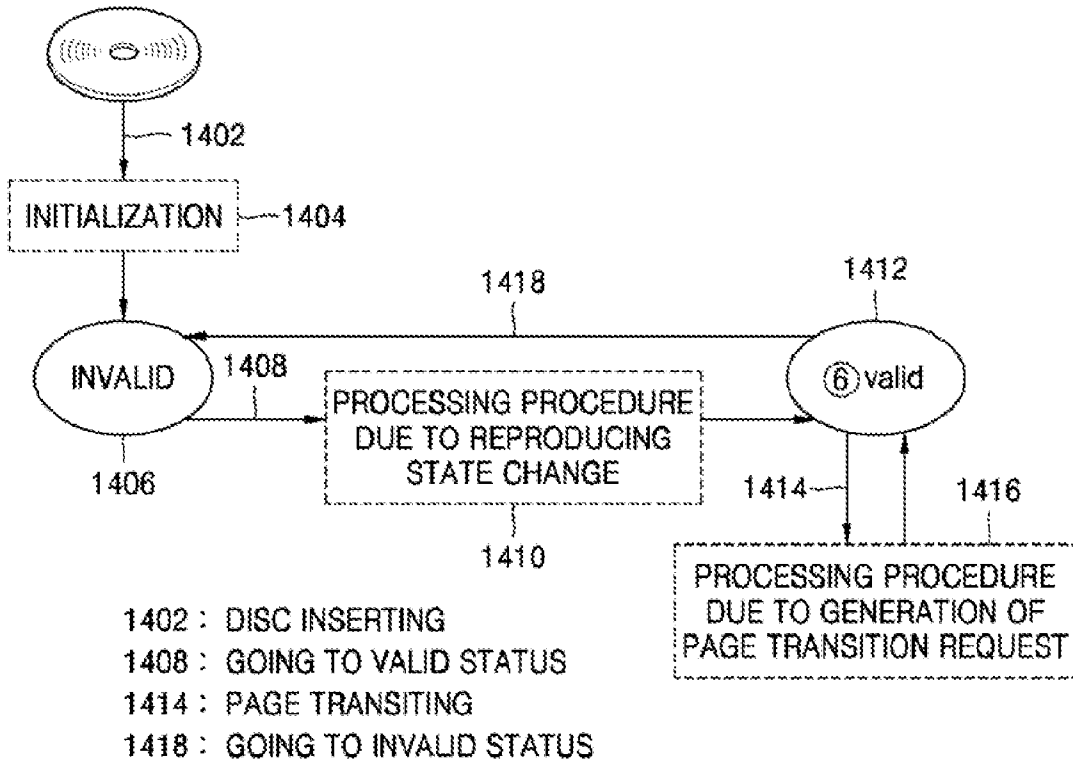 1402
INITIALIZATION
1404
1418
1412
INVALID
1408
PROCESSING PROCEDURE
DUE TO REPRODUCING
STATE CHANGE
⑥ valid
1406
1410
1414
1416
PROCESSING PROCEDURE
DUE TO GENERATION OF
PAGE TRANSITION REQUEST
1402 : DISC INSERTING
1408 : GOING TO VALID STATUS
1414 : PAGE TRANSITING
1418 : GOING TO INVALID STATUS